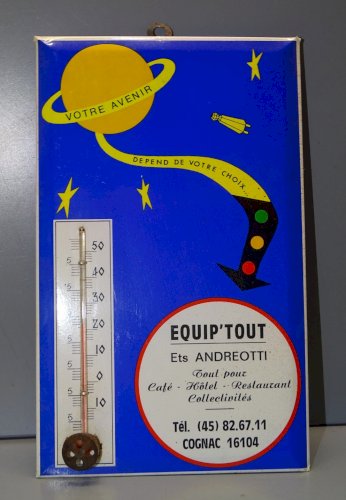 VOTRE AVENIR
DEPEND DE VOTRE CHOIX...
50
40
30
20
10
0
10
EQUIP'TOUT
Ets ANDREOTTI
Tout pour
Café - Hôtel - Restaurant
Collectivités
Tél. (45) 82.67.11
COGNAC 16104